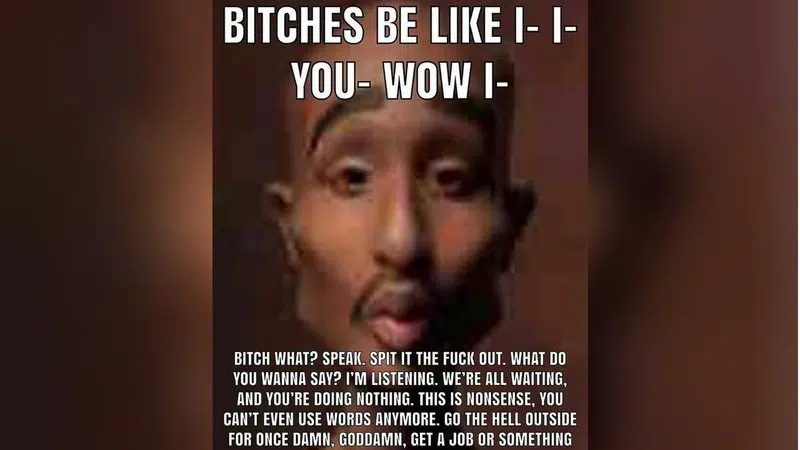 BITCHES BE LIKE I- I-
YOU- WOW I-
BITCH WHAT? SPEAK. SPIT IT THE FUCK OUT. WHAT DO
YOU WANNA SAY? I'M LISTENING. WE'RE ALL WAITING,
AND YOU'RE DOING NOTHING. THIS IS NONSENSE, YOU
CAN'T EVEN USE WORDS ANYMORE. GO THE HELL OUTSIDE
FOR ONCE DAMN, GODDAMN, GET A JOB OR SOMETHING